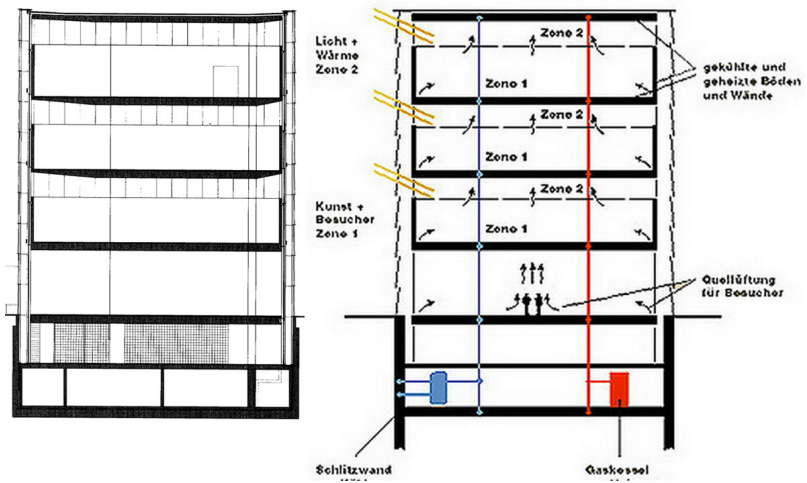 Licht +
Wärme
Zone 2
Zone 2
Zone 1
gekühlte und
geheizte Böden
und Wände
Zone 2
Zone 1
Zone 2
Kunst +
Besucher
Zone 1
Zone 1
Quellüftung
für Besucher
Schlitzwand
Gaskessel